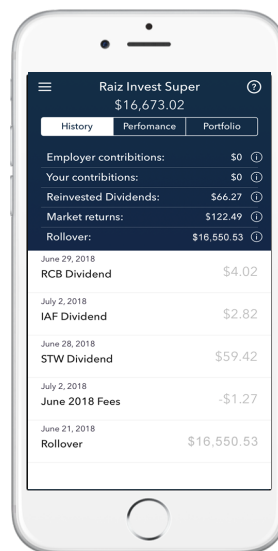 Raiz Invest Super
$16,673.02
History Perfomance Portfolio
Employer contributions: $0
Your contribitions: $0
Reinvested Dividends: $66.27
Market returns: $122.49
Rollover: $16,550.53
June 29, 2018
RCB Dividend $4.02
July 2, 2018
IAF Dividend $2.82
June 28, 2018
STW Dividend $59.42
July 2, 2018
June 2018 Fees -$1.27
June 21, 2018
Rollover $16,550.53